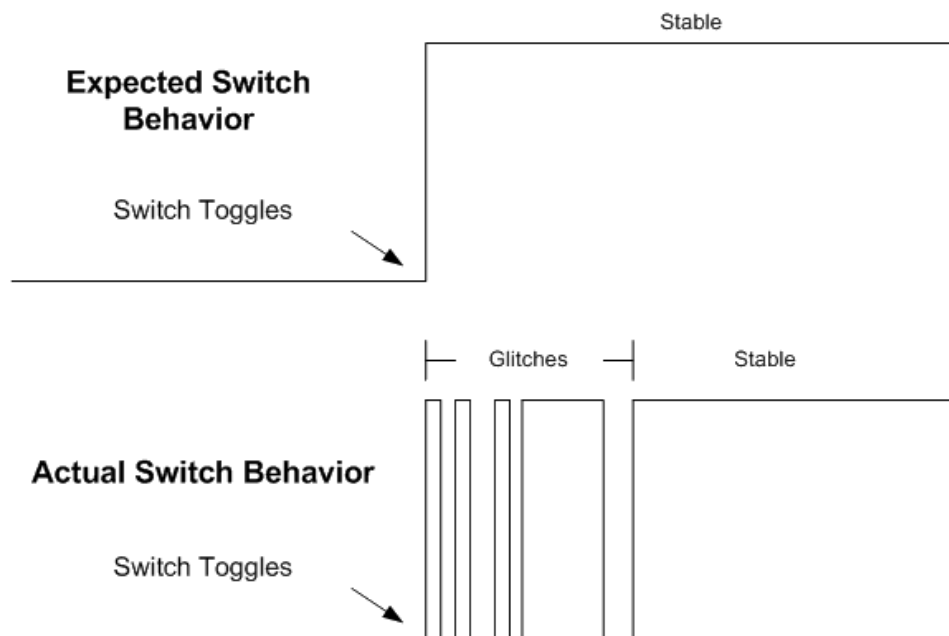 Stable
Expected Switch
Behavior
Switch Toggles
Glitches
Stable
Actual Switch Behavior
Switch Toggles